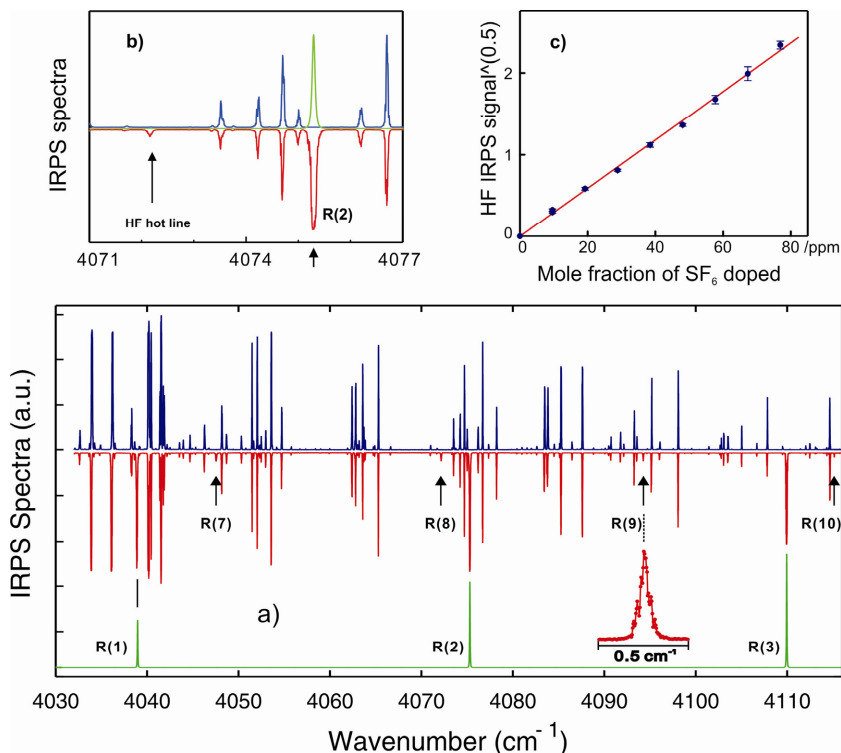 b)
IRPS spectra
HF hot line
R(2)
4071 4074 4077
c)
HF IRPS signal^(0.5)
2
1
0
0 20 40 60 80 /ppm
Mole fraction of SF₆ doped
IRPS Spectra (a.u.)
R(7) R(8) R(9) R(10)
a)
R(1) R(2) R(3)
0.5 cm⁻¹
4030 4040 4050 4060 4070 4080 4090 4100 4110
Wavenumber (cm⁻¹)